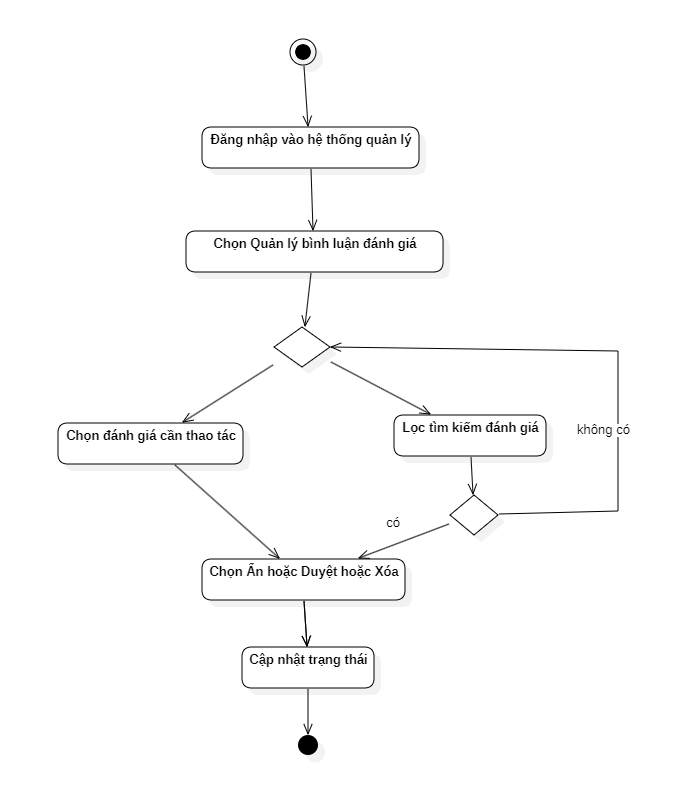 Đăng nhập vào hệ thống quản lý
Chọn Quản lý bình luận đánh giá
Chọn đánh giá cần thao tác
Lọc tìm kiếm đánh giá
không có
có
Chọn Ẩn hoặc Duyệt hoặc Xóa
Cập nhật trạng thái